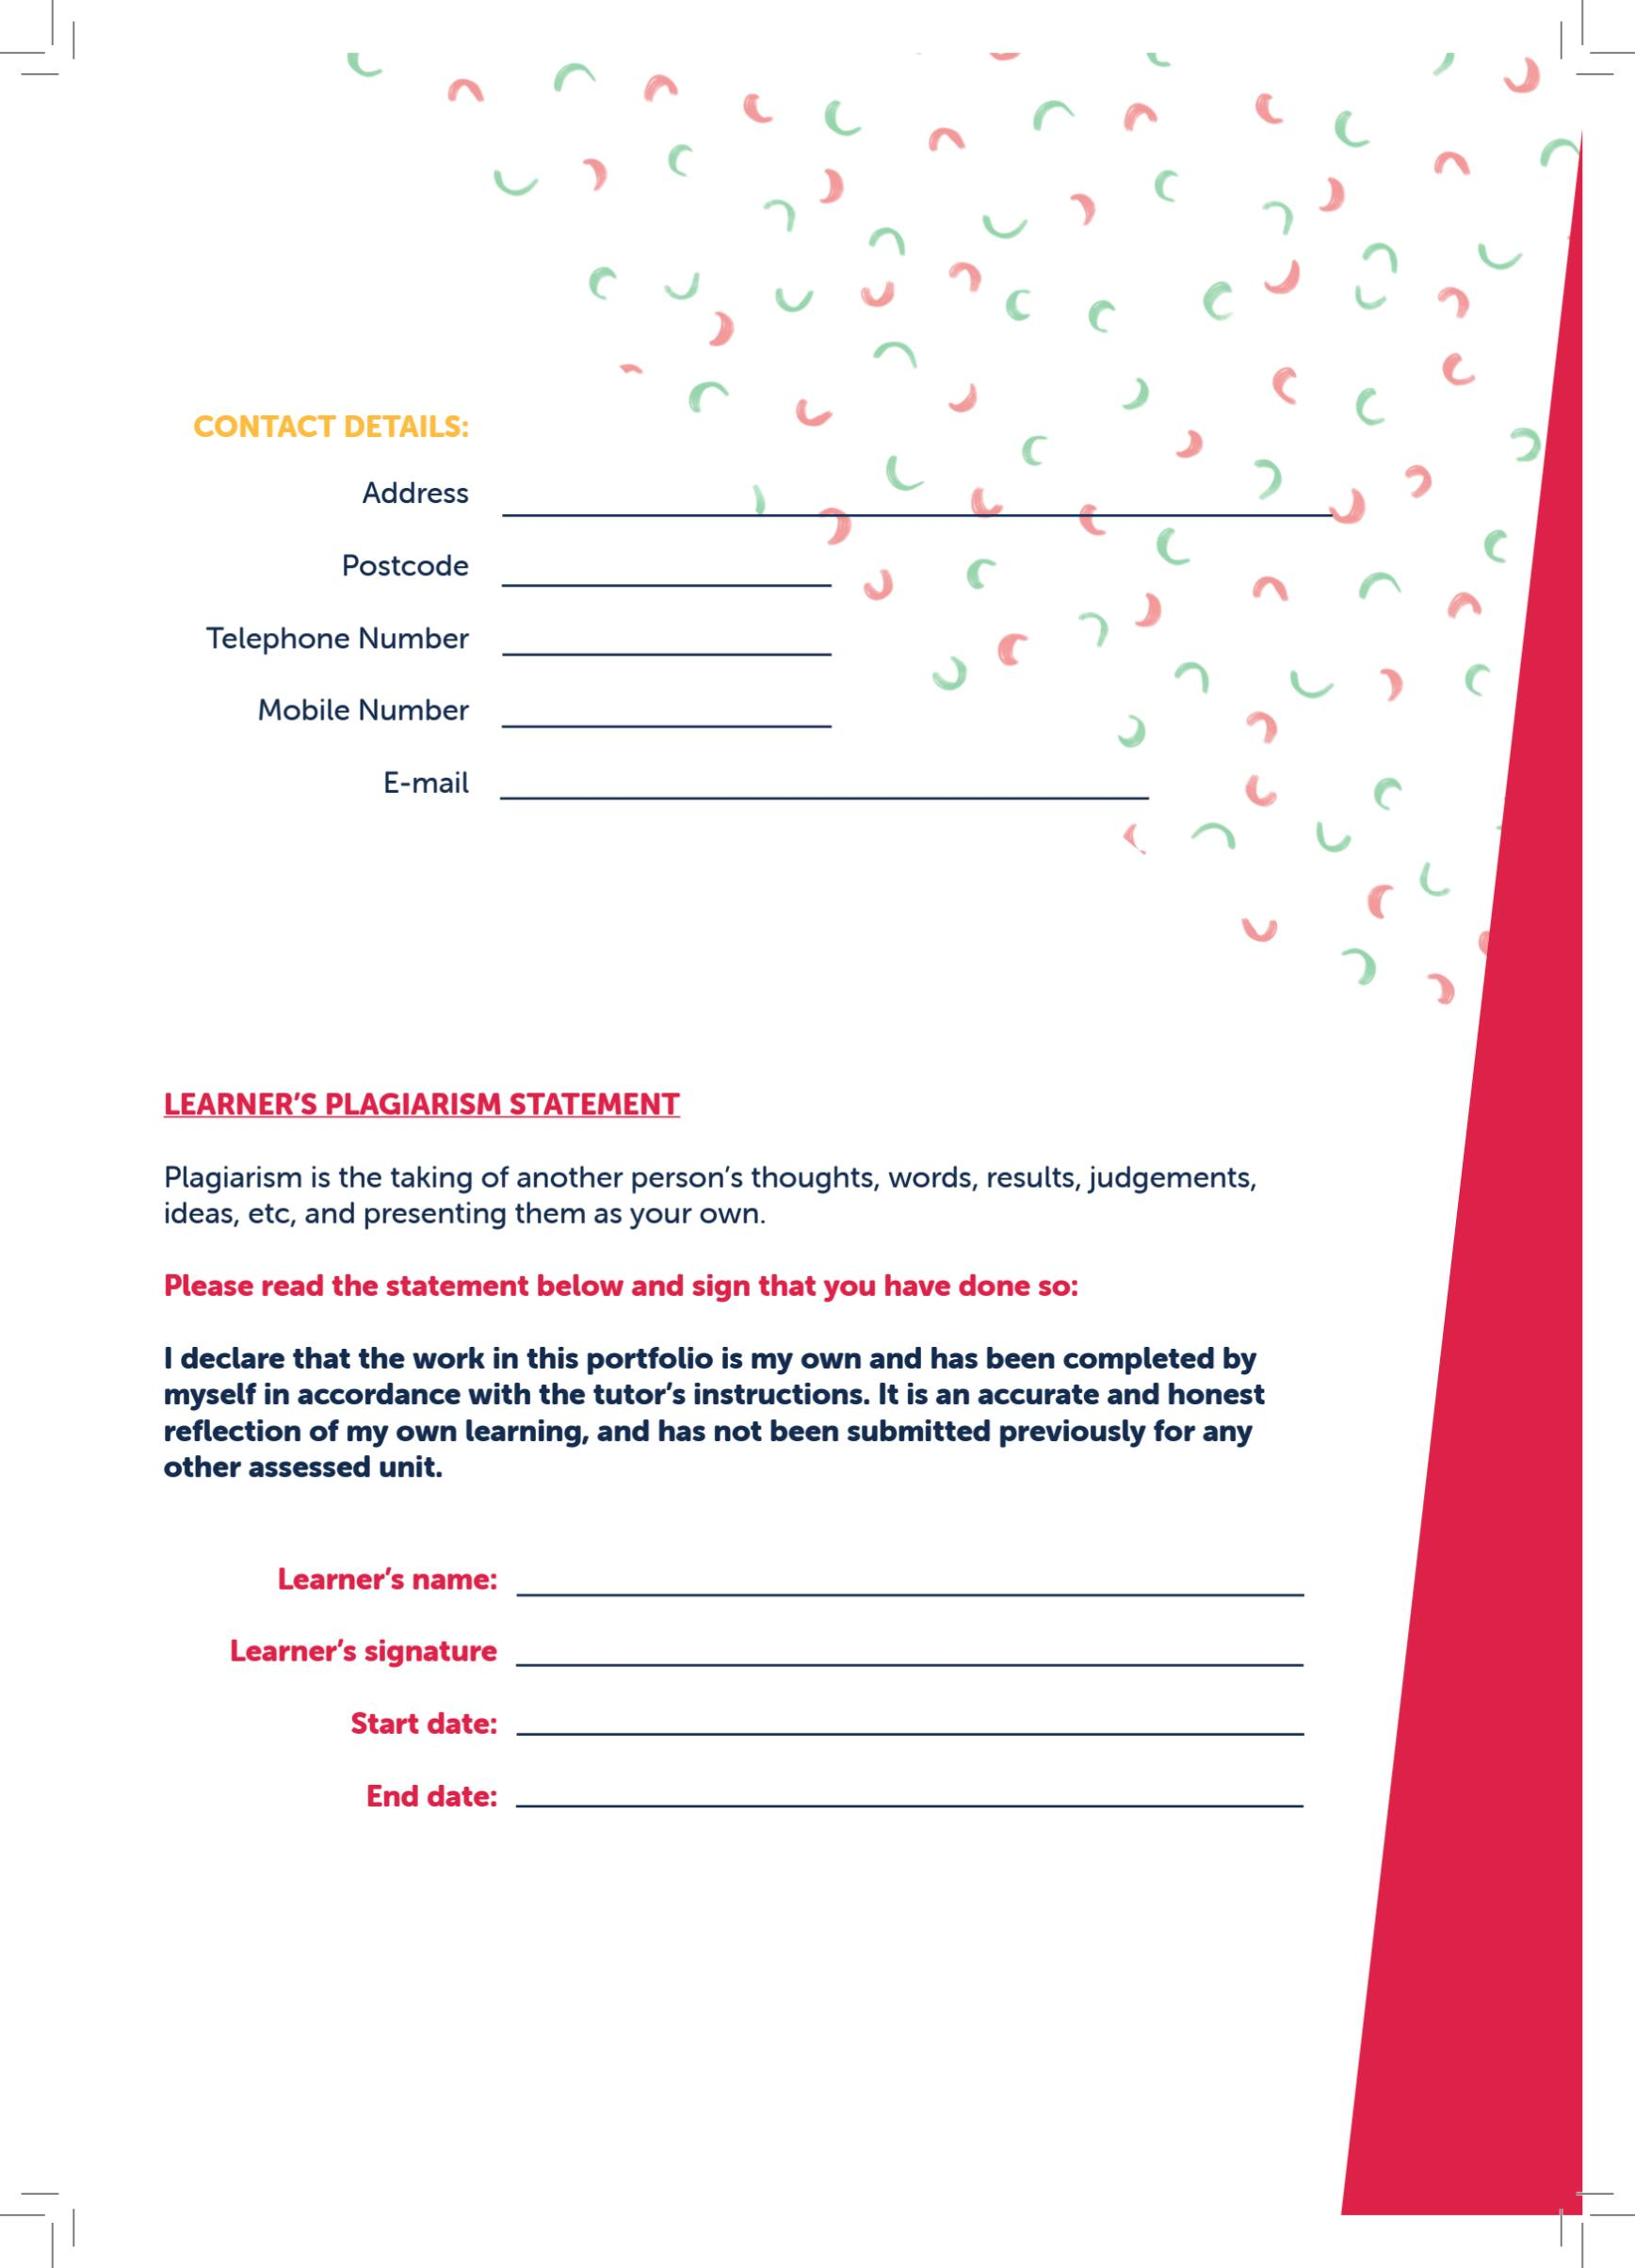 CONTACT DETAILS:
Address
Postcode
Telephone Number
Mobile Number
E-mail
LEARNER’S PLAGIARISM STATEMENT
Plagiarism is the taking of another person’s thoughts, words, results, judgements,
ideas, etc, and presenting them as your own.
Please read the statement below and sign that you have done so:
I declare that the work in this portfolio is my own and has been completed by
myself in accordance with the tutor’s instructions. It is an accurate and honest
reflection of my own learning, and has not been submitted previously for any
other assessed unit.
Learner’s name:
Learner’s signature
Start date:
End date: